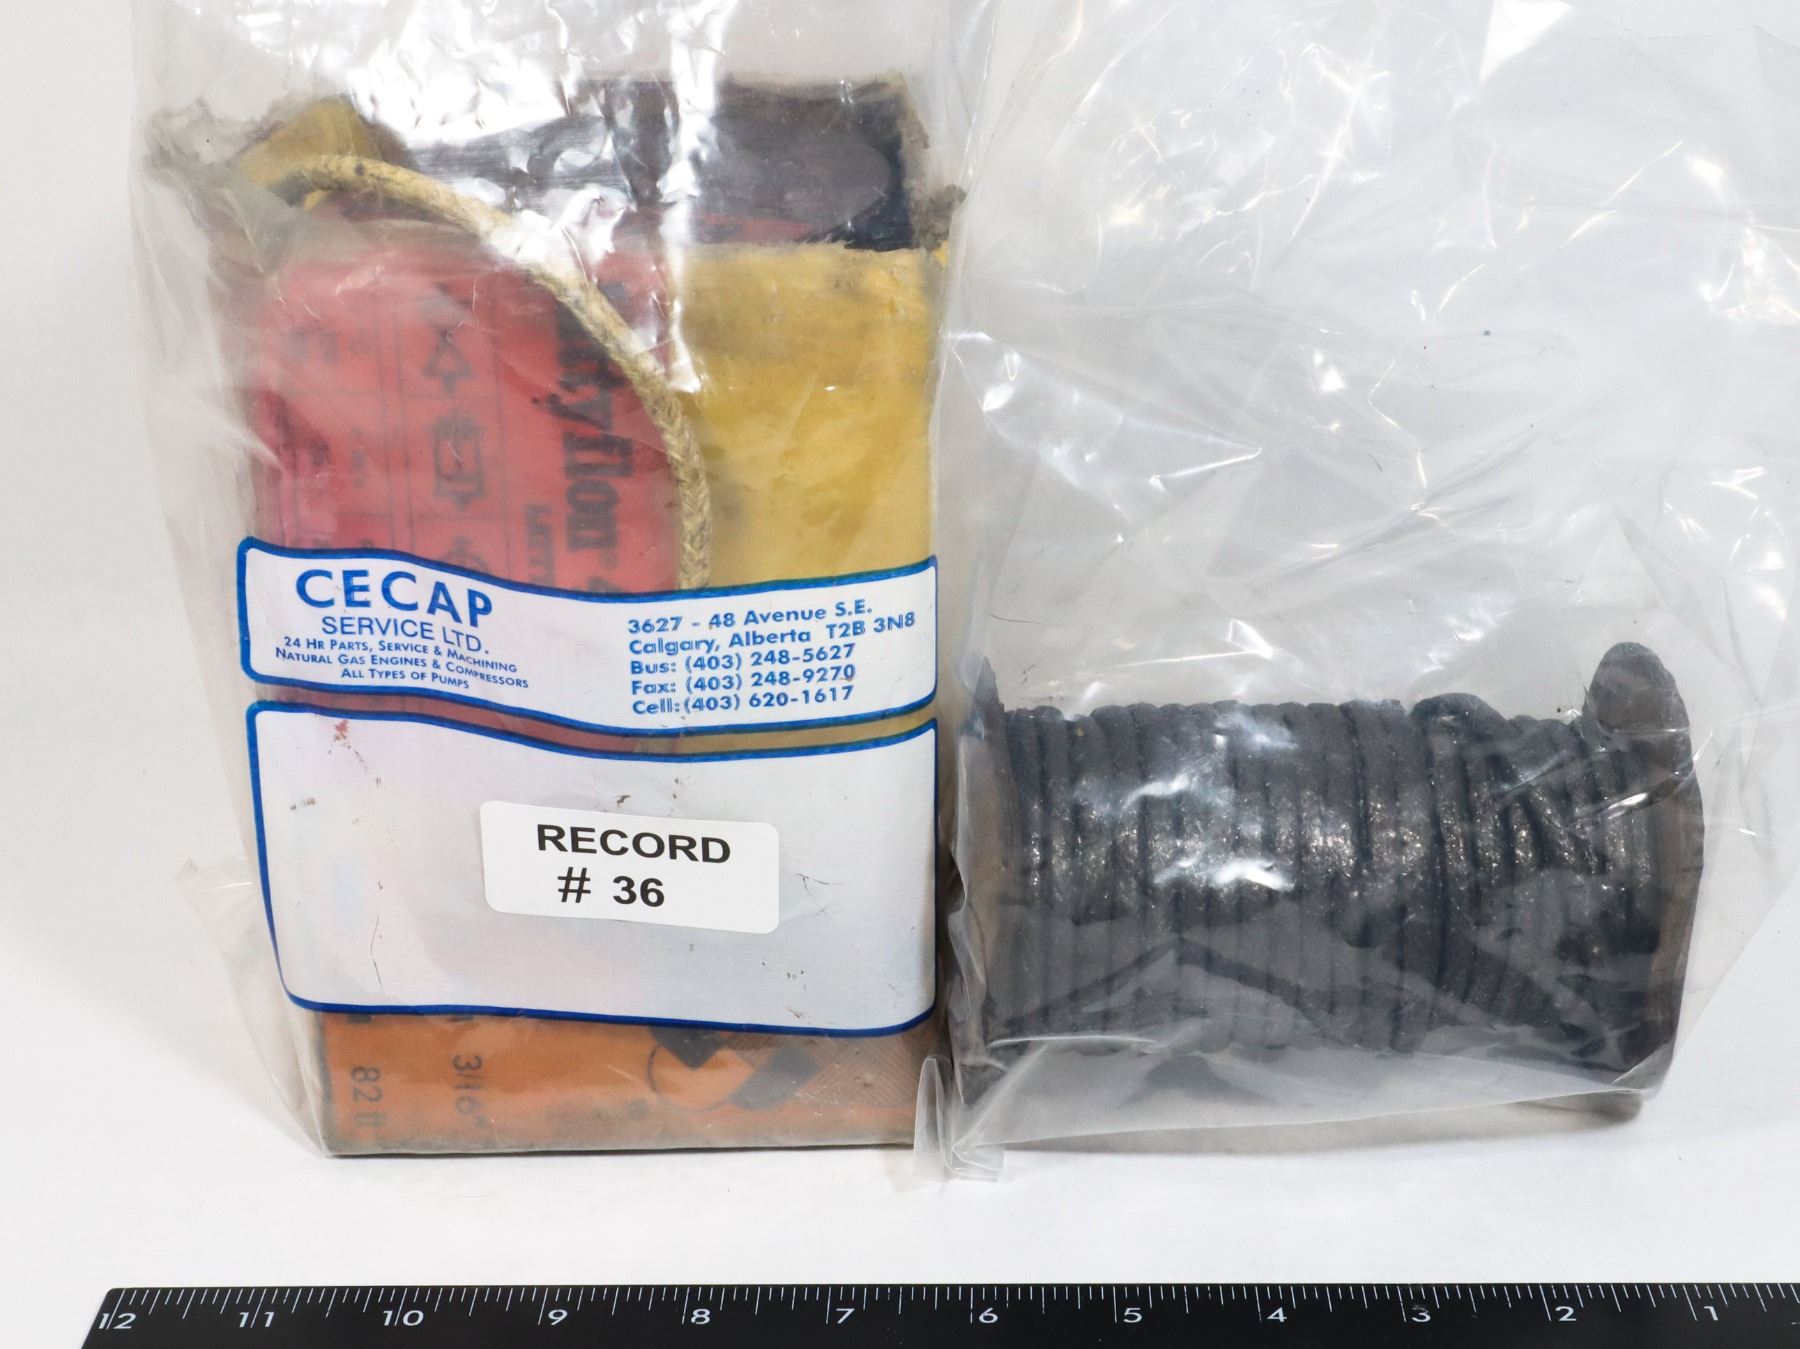 CECAP
SERVICE LTD.
24 HR PARTS, SERVICE & MACHINING
NATURAL GAS ENGINES & COMPRESSORS
ALL TYPES OF PUMPS
3627 - 48 Avenue S.E.
Calgary, Alberta T2B 3N8
Bus: (403) 248-5627
Fax: (403) 248-9270
Cell: (403) 620-1617
RECORD
# 36
3/16"
82 ft
12 11 10 9 8 7 6 5 4 3 2 1